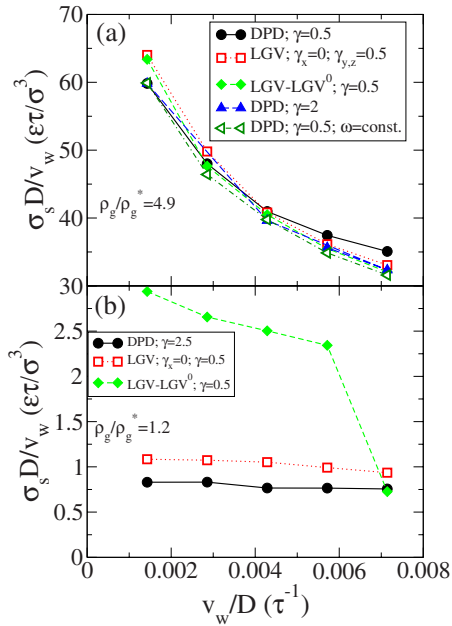 (a)
DPD; γ=0.5
LGV; γx=0; γy,z=0.5
LGV-LGV⁰; γ=0.5
DPD; γ=2
DPD; γ=0.5; ω=const.
σsD/vw (ετ/σ³)
70
60
50
40
30
ρg/ρg*=4.9
(b)
DPD; γ=2.5
LGV; γx=0; γ=0.5
LGV-LGV⁰; γ=0.5
σsD/vw (ετ/σ³)
2.5
2
1.5
1
0.5
0
ρg/ρg*=1.2
0 0.002 0.004 0.006 0.008
vw/D (τ⁻¹)